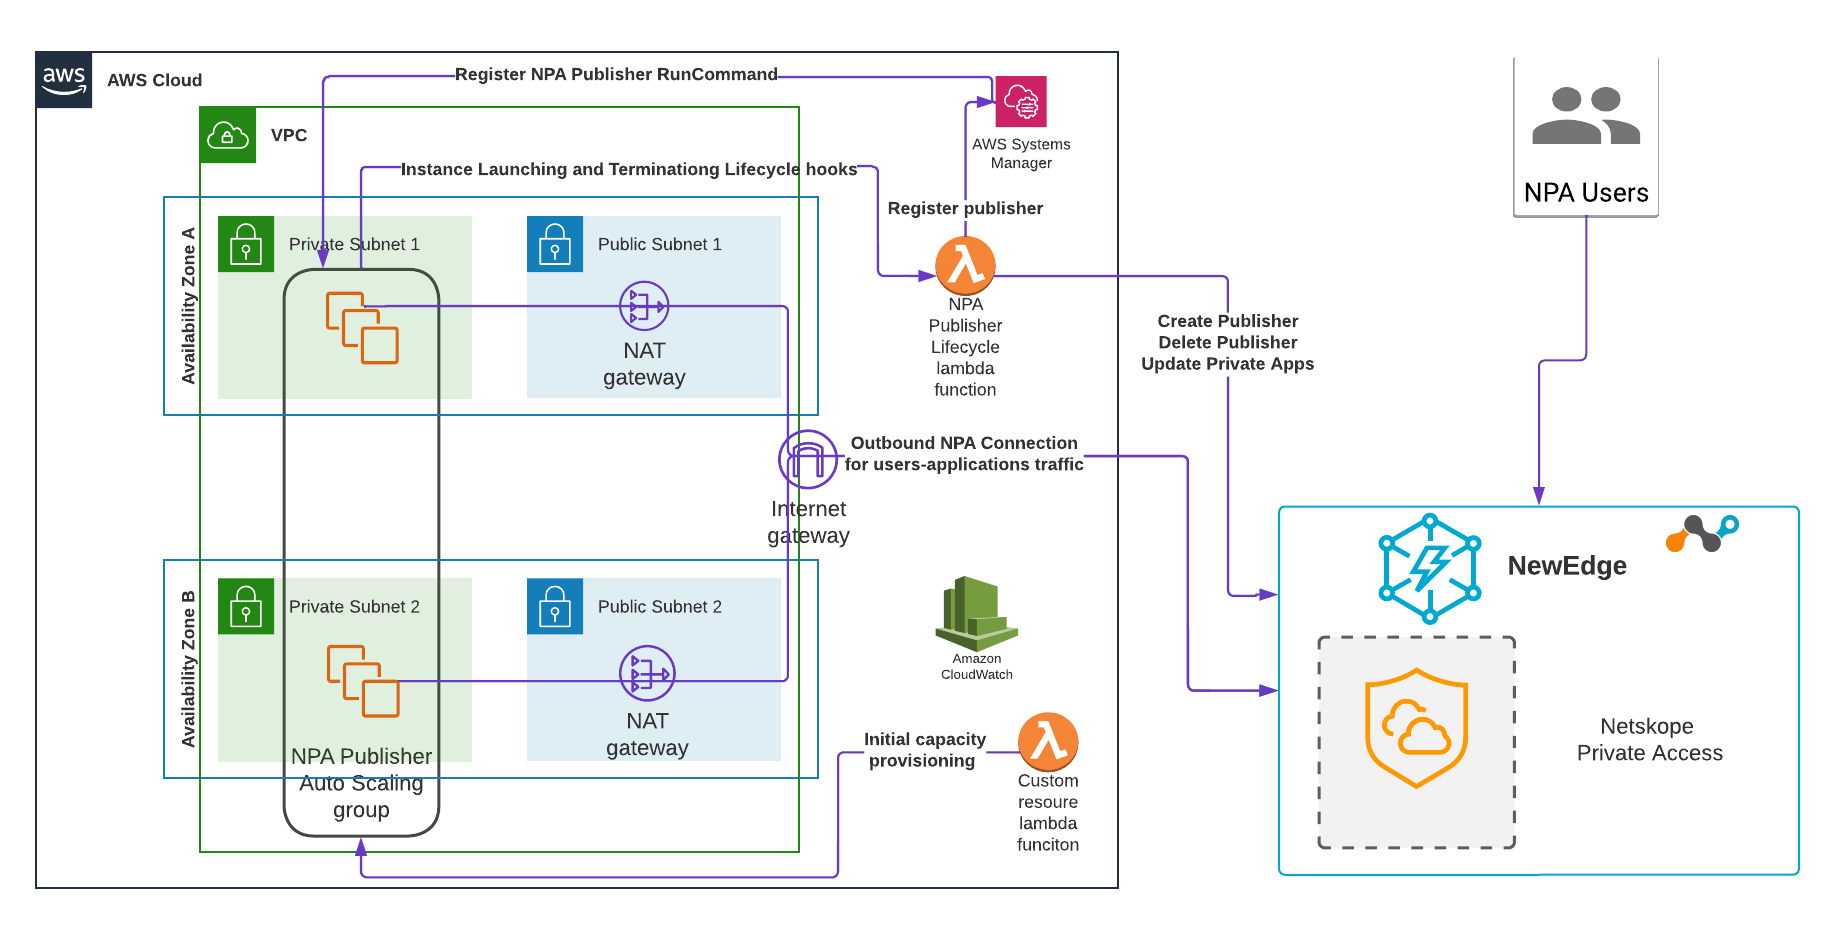 aws
AWS Cloud
Register NPA Publisher RunCommand
VPC
AWS Systems
Manager
Instance Launching and Terminationg Lifecycle hooks
Register publisher
NPA Users
Availability Zone A
Private Subnet 1
Public Subnet 1
NAT
gateway
NPA
Publisher
Lifecycle
lambda
function
Create Publisher
Delete Publisher
Update Private Apps
Outbound NPA Connection
for users-applications traffic
Internet
gateway
Availability Zone B
Private Subnet 2
Public Subnet 2
NAT
gateway
NPA Publisher
Auto Scaling
group
Amazon
CloudWatch
Initial capacity
provisioning
Custom
resoure
lambda
funciton
NewEdge
Netskope
Private Access